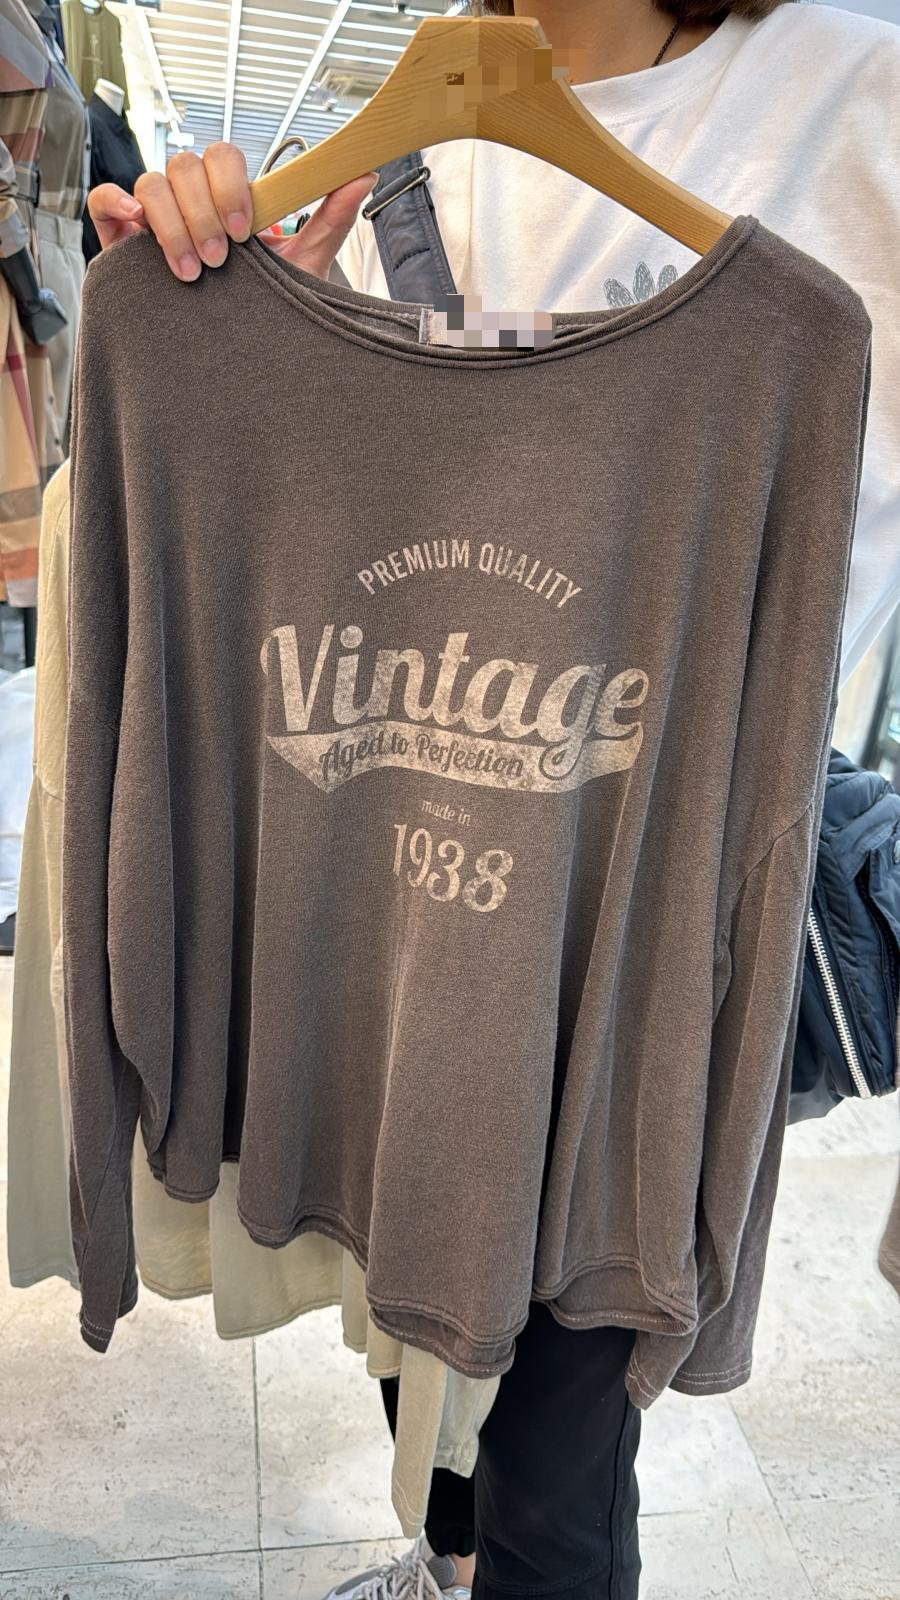 PREMIUM QUALITY
Vintage
Aged to Perfection
made in
1938